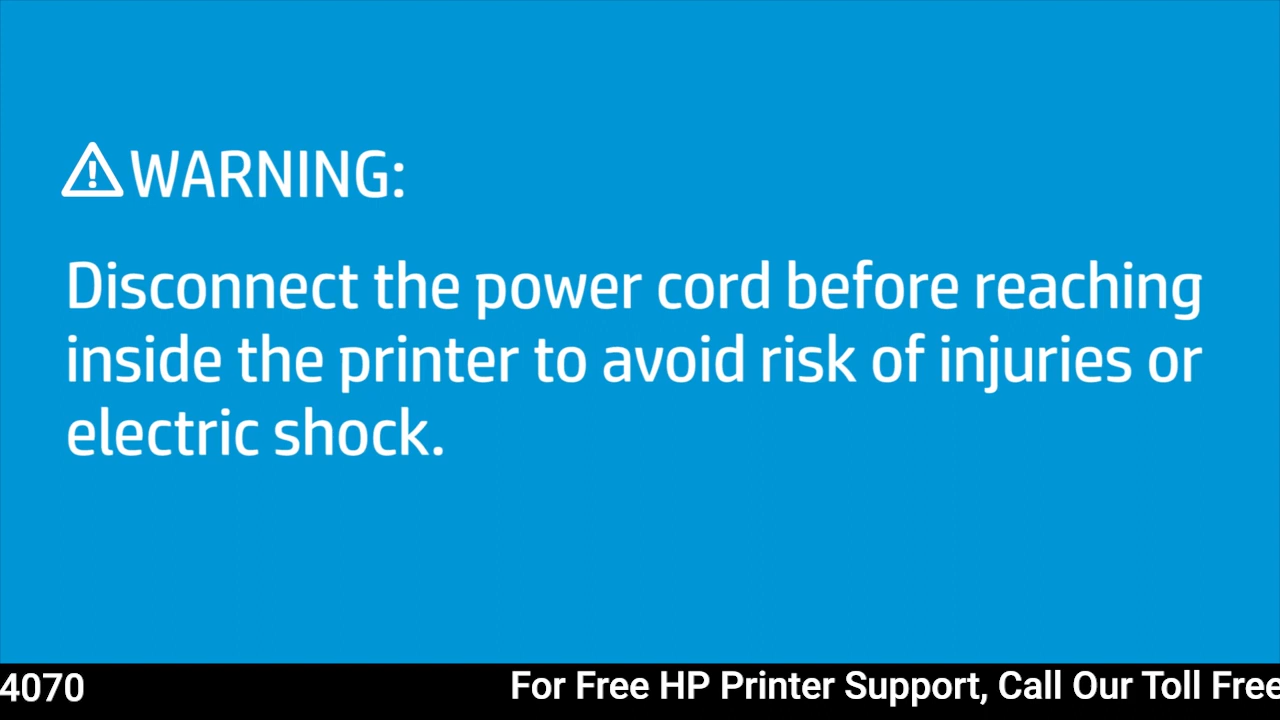 WARNING:
Disconnect the power cord before reaching
inside the printer to avoid risk of injuries or
electric shock.
4070 For Free HP Printer Support, Call Our Toll Free